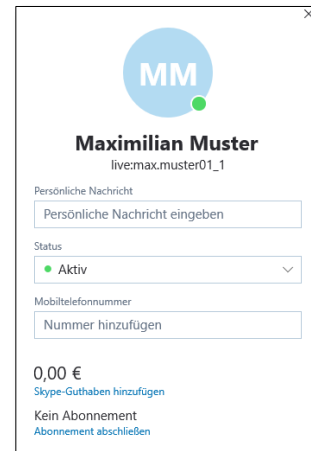 MM
Maximilian Muster
live:max.muster01_1
Persönliche Nachricht
Persönliche Nachricht eingeben
Status
Aktiv
Mobiltelefonnummer
Nummer hinzufügen
0,00 €
Skype-Guthaben hinzufügen
Kein Abonnement
Abonnement abschließen